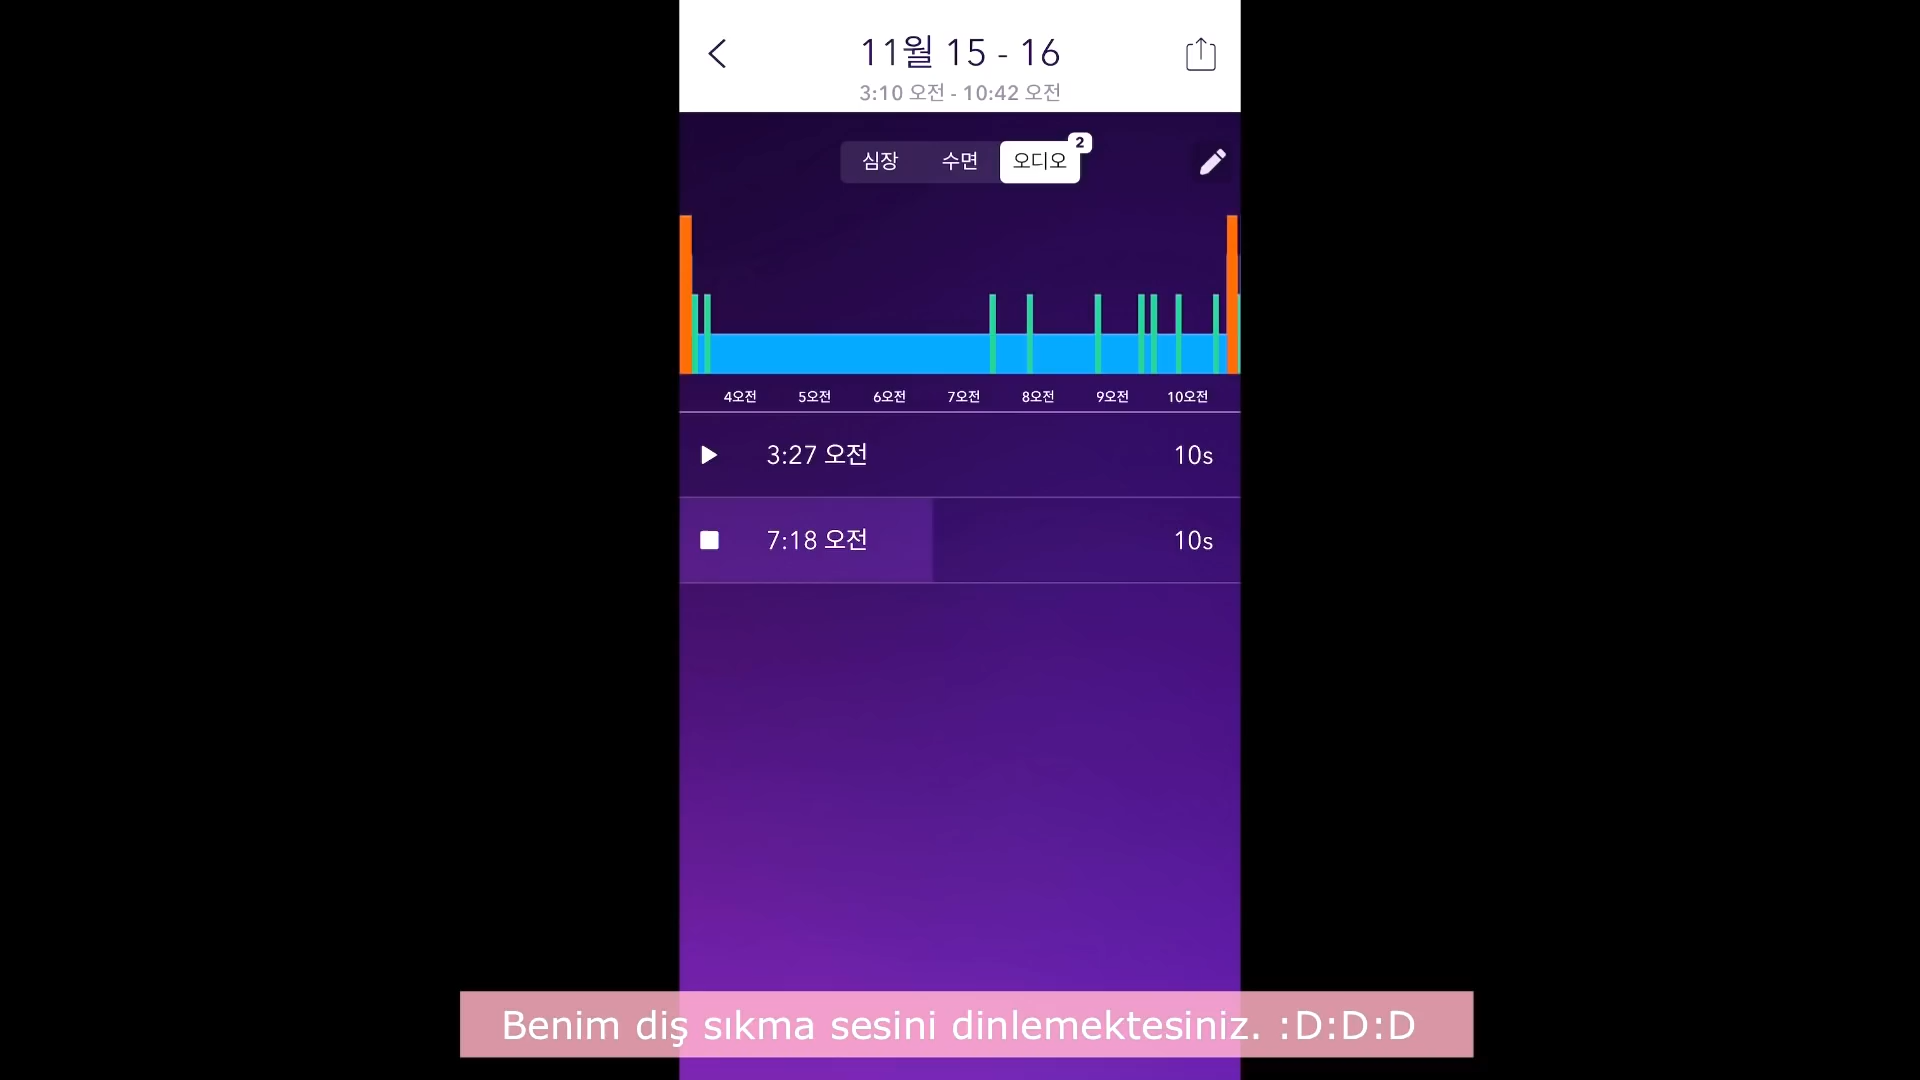 11월 15 - 16
3:10 오전 - 10:42 오전
심장 수면 오디오 2
4오전 5오전 6오전 7오전 8오전 9오전 10오전
3:27 오전 10s
7:18 오전 10s
Benim diş sıkma sesini dinlemektesiniz. :D:D:D